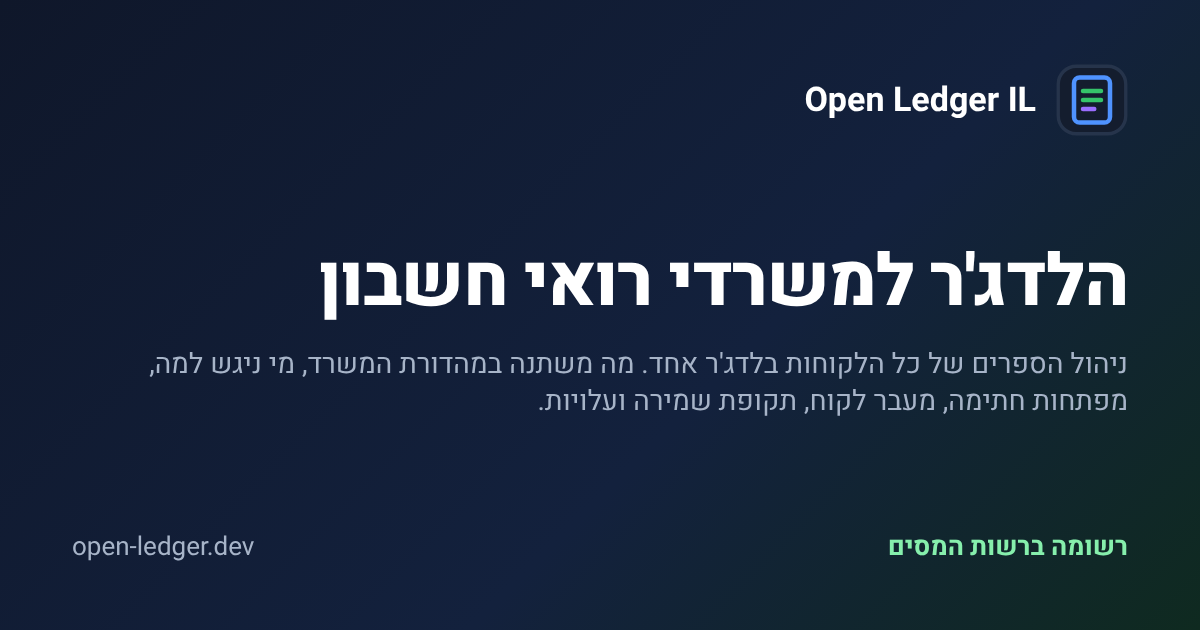 Open Ledger IL
הלדג'ר למשרדי רואי חשבון
ניהול הספרים של כל הלקוחות בלדג'ר אחד. מה משתנה במהדורת המשרד, מי ניגש למה,
מפתחות חתימה, מעבר לקוח, תקופת שמירה ועלויות.
רשומה ברשות המסים
open-ledger.dev